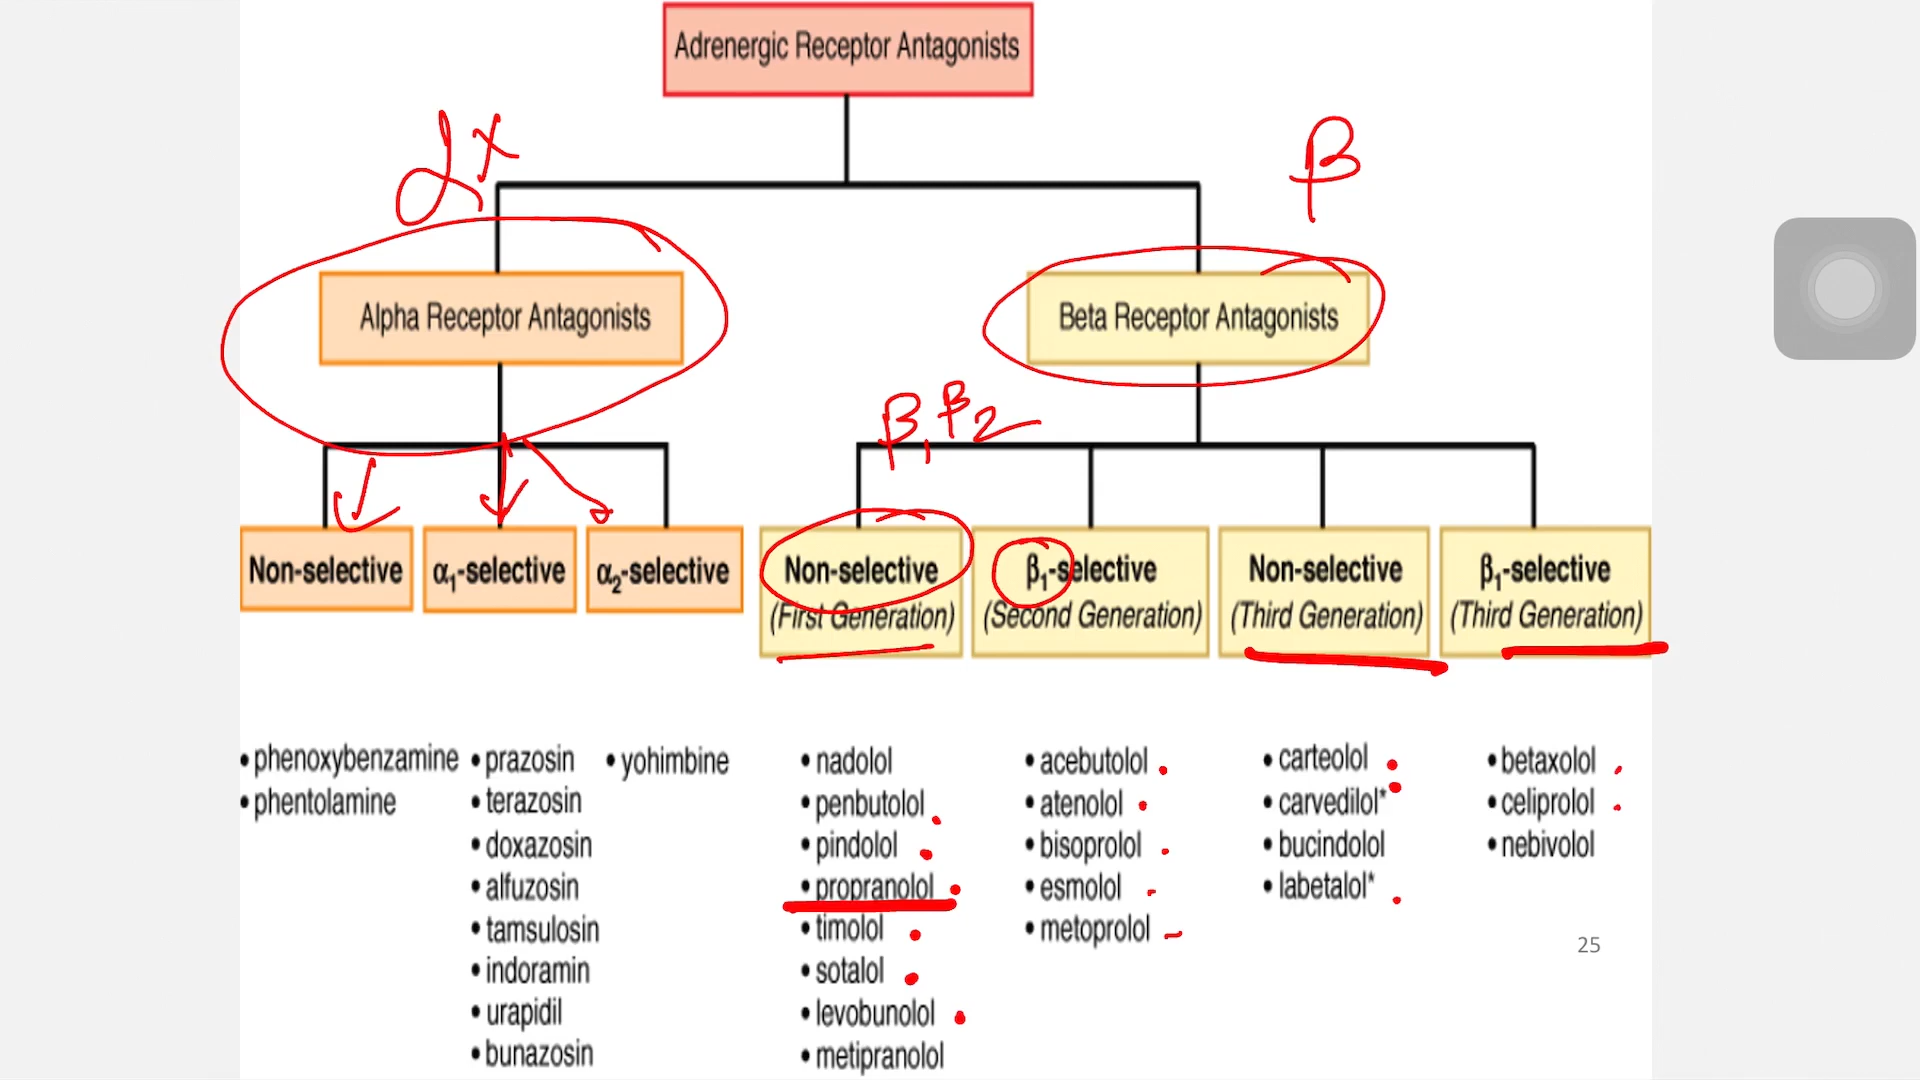 Adrenergic Receptor Antagonists
α
β
Alpha Receptor Antagonists
Beta Receptor Antagonists
β1 β2
Non-selective
α1-selective
α2-selective
Non-selective
(First Generation)
β1-selective
(Second Generation)
Non-selective
(Third Generation)
β1-selective
(Third Generation)
• phenoxybenzamine
• phentolamine
• prazosin
• terazosin
• doxazosin
• alfuzosin
• tamsulosin
• indoramin
• urapidil
• bunazosin
• yohimbine
• nadolol
• penbutolol
• pindolol
• propranolol
• timolol
• sotalol
• levobunolol
• metipranolol
• acebutolol
• atenolol
• bisoprolol
• esmolol
• metoprolol
• carteolol
• carvedilol*
• bucindolol
• labetalol*
• betaxolol
• celiprolol
• nebivolol
25